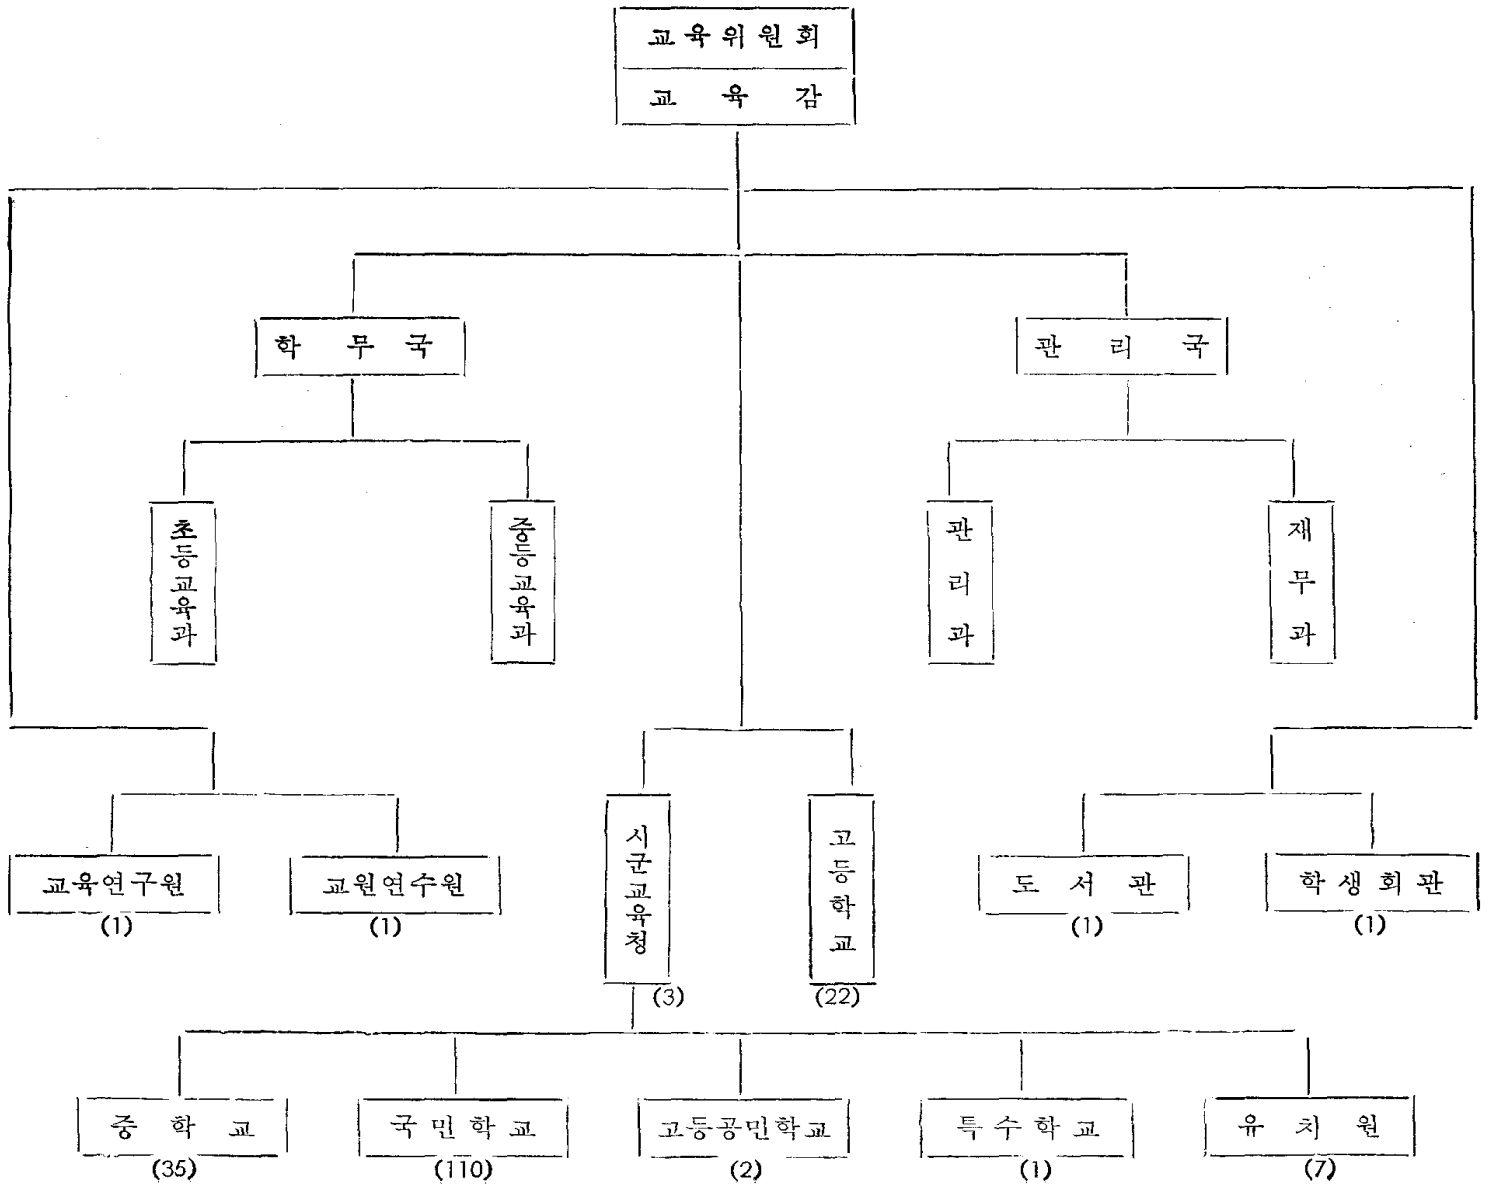 교육위원회
교육감
학무국
관리국
초등교육과
중등교육과
관리과
재무과
시군교육청
(3)
고등학교
(22)
교육연구원
(1)
교원연수원
(1)
도서관
(1)
학생회관
(1)
중학교
(35)
국민학교
(110)
고등공민학교
(2)
특수학교
(1)
유치원
(7)